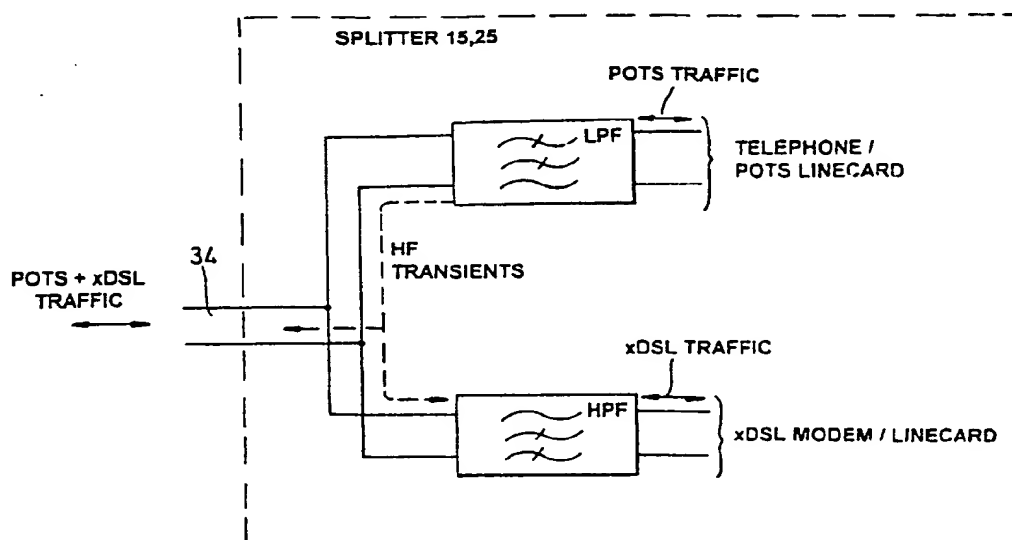 SPLITTER 15,25
POTS TRAFFIC
LPF
TELEPHONE /
POTS LINECARD
HF
TRANSIENTS
34
POTS + xDSL
TRAFFIC
xDSL TRAFFIC
HPF
xDSL MODEM / LINECARD